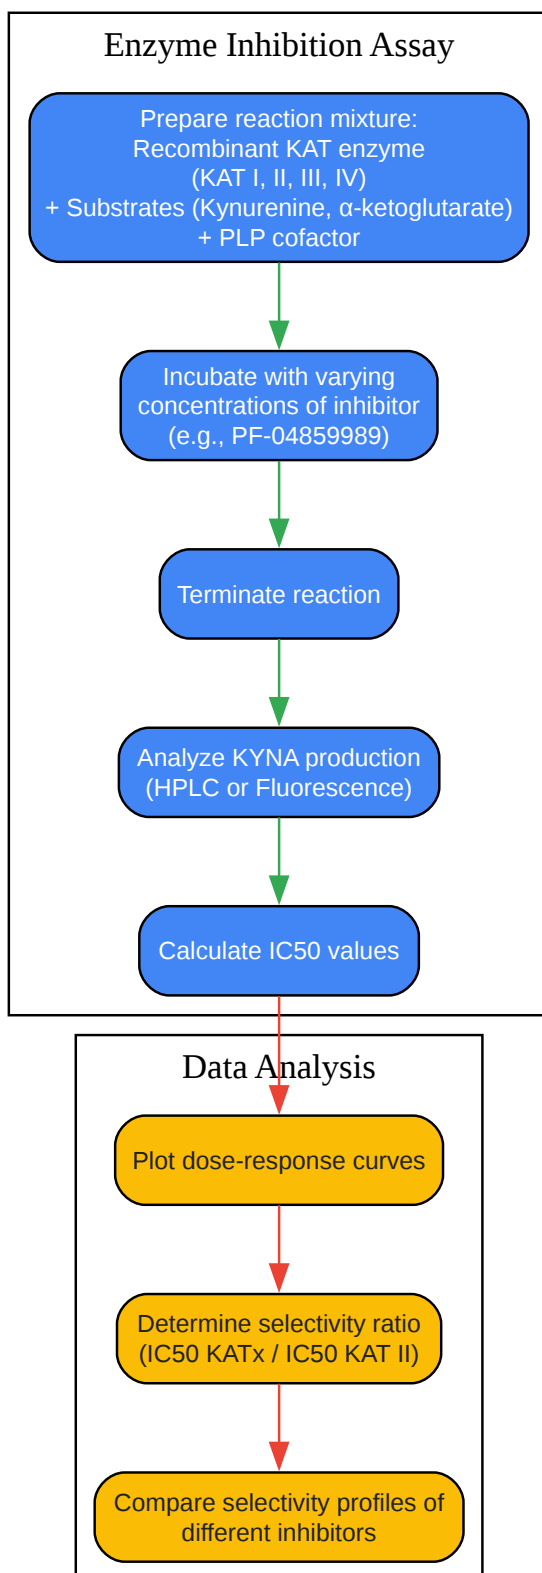 Enzyme Inhibition Assay
Prepare reaction mixture:
Recombinant KAT enzyme
(KAT I, II, III, IV)
+ Substrates (Kynurenine, α-ketoglutarate)
+ PLP cofactor
Incubate with varying
concentrations of inhibitor
(e.g., PF-04859989)
Terminate reaction
Analyze KYNA production
(HPLC or Fluorescence)
Calculate IC50 values
Data Analysis
Plot dose-response curves
Determine selectivity ratio
(IC50 KATx / IC50 KAT II)
Compare selectivity profiles of
different inhibitors